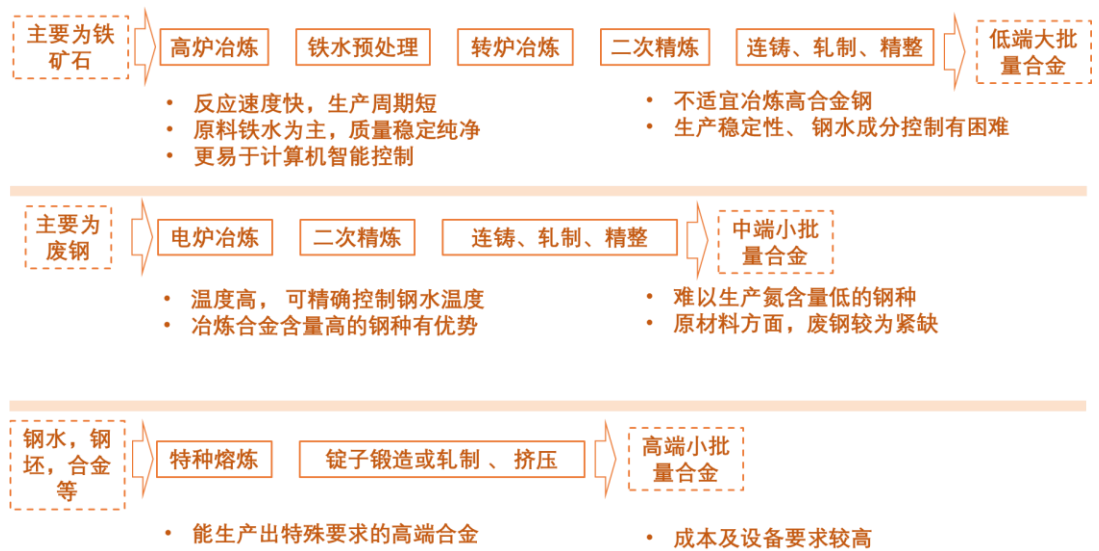 主要为铁
矿石
高炉冶炼
铁水预处理
转炉冶炼
二次精炼
连铸、轧制、精整
低端大批
量合金
• 反应速度快，生产周期短
• 原料铁水为主，质量稳定纯净
• 更易于计算机智能控制
• 不适宜冶炼高合金钢
• 生产稳定性、钢水成分控制有困难
主要为
废钢
电炉冶炼
二次精炼
连铸、轧制、精整
中端小批
量合金
• 温度高， 可精确控制钢水温度
• 冶炼合金含量高的钢种有优势
• 难以生产氮含量低的钢种
• 原材料方面，废钢较为紧缺
钢水，钢
坯，合金
等
特种熔炼
锭子锻造或轧制 、 挤压
高端小批
量合金
• 能生产出特殊要求的高端合金
• 成本及设备要求较高